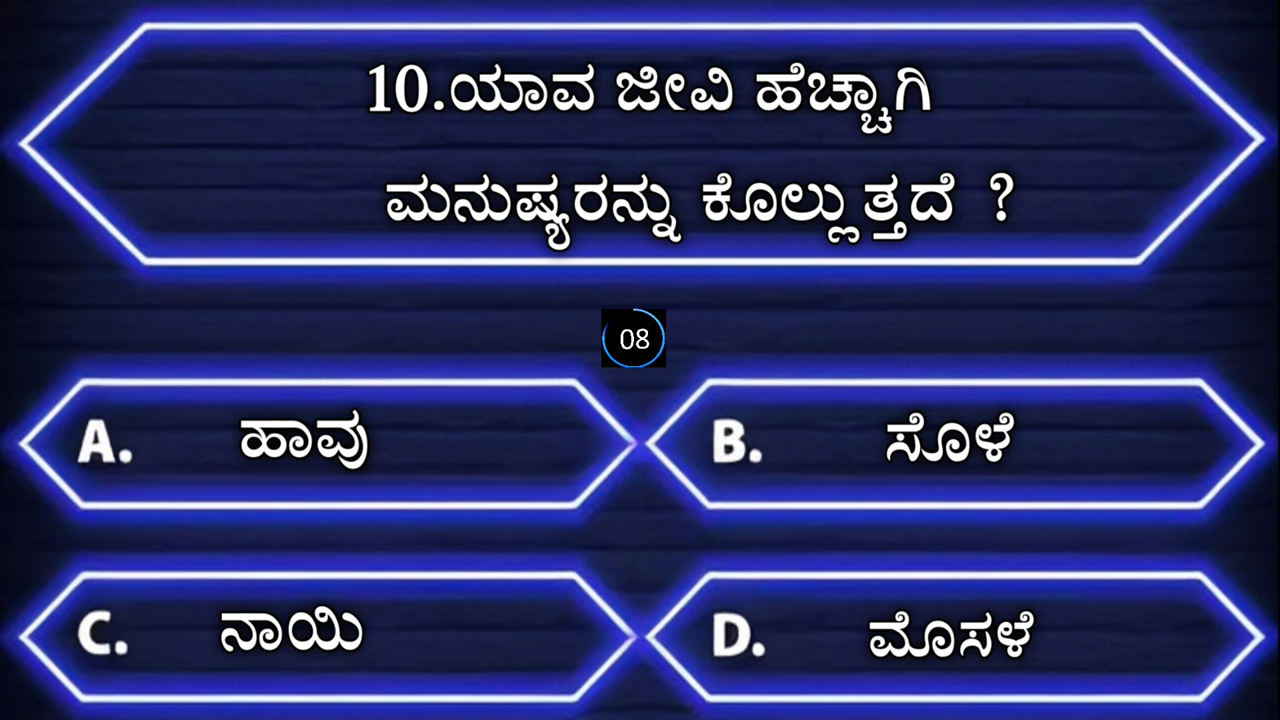 10.ಯಾವ ಜೀವಿ ಹೆಚ್ಚಾಗಿ
ಮನುಷ್ಯರನ್ನು ಕೊಲ್ಲುತ್ತದೆ ?
08
A. ಹಾವು
B. ಸೊಳೆ
C. ನಾಯಿ
D. ಮೊಸಳೆ